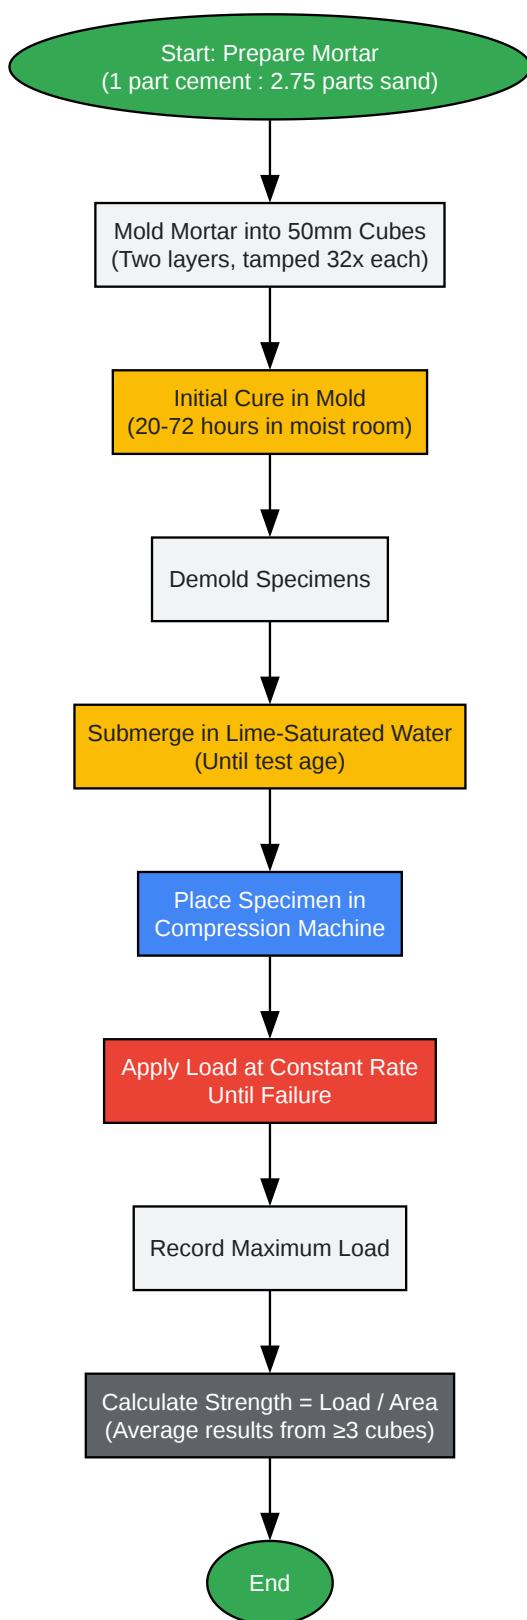 Start: Prepare Mortar
(1 part cement : 2.75 parts sand)
Mold Mortar into 50mm Cubes
(Two layers, tamped 32x each)
Initial Cure in Mold
(20-72 hours in moist room)
Demold Specimens
Submerge in Lime-Saturated Water
(Until test age)
Place Specimen in
Compression Machine
Apply Load at Constant Rate
Until Failure
Record Maximum Load
Calculate Strength = Load / Area
(Average results from ≥3 cubes)
End